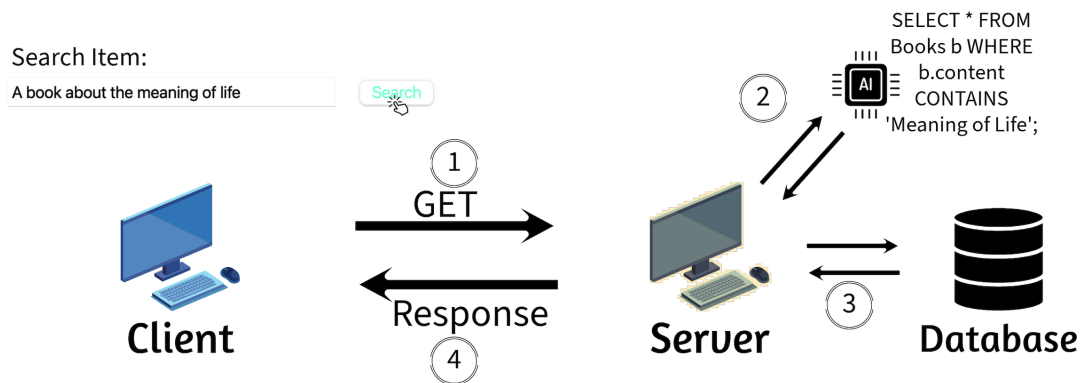 Search Item:
A book about the meaning of life
Search
SELECT * FROM
Books b WHERE
b.content
CONTAINS
'Meaning of Life';
AI
2
1
GET
Response
4
3
Client
Server
Database